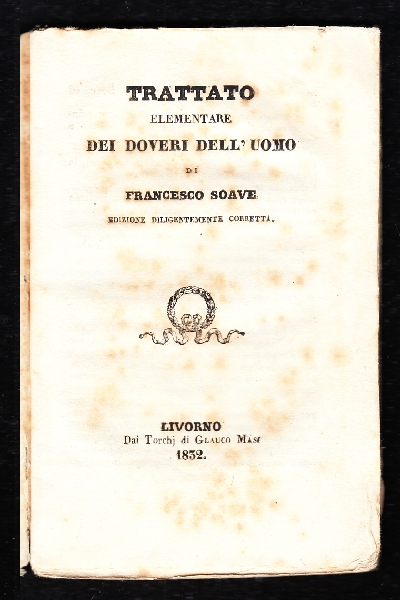 TRATTATO
ELEMENTARE
DEI DOVERI DELL' UOMO
DI
FRANCESCO SOAVE
EDIZIONE DILIGENTEMENTE CORRETTA.
LIVORNO
Dai Torchj di GLAUCO MASI
1832.